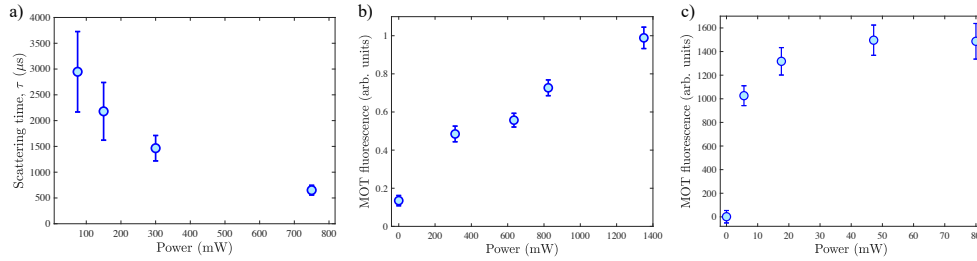 a)
Scattering time, τ (μs)
4000
3500
3000
2500
2000
1500
1000
500
0
100 200 300 400 500 600 700 800
Power (mW)
b)
MOT fluorescence (arb. units)
1
0.8
0.6
0.4
0.2
0
0 200 400 600 800 1000 1200 1400
Power (mW)
c)
MOT fluorescence (arb. units)
1600
1400
1200
1000
800
600
400
200
0
0 10 20 30 40 50 60 70 80
Power (mW)